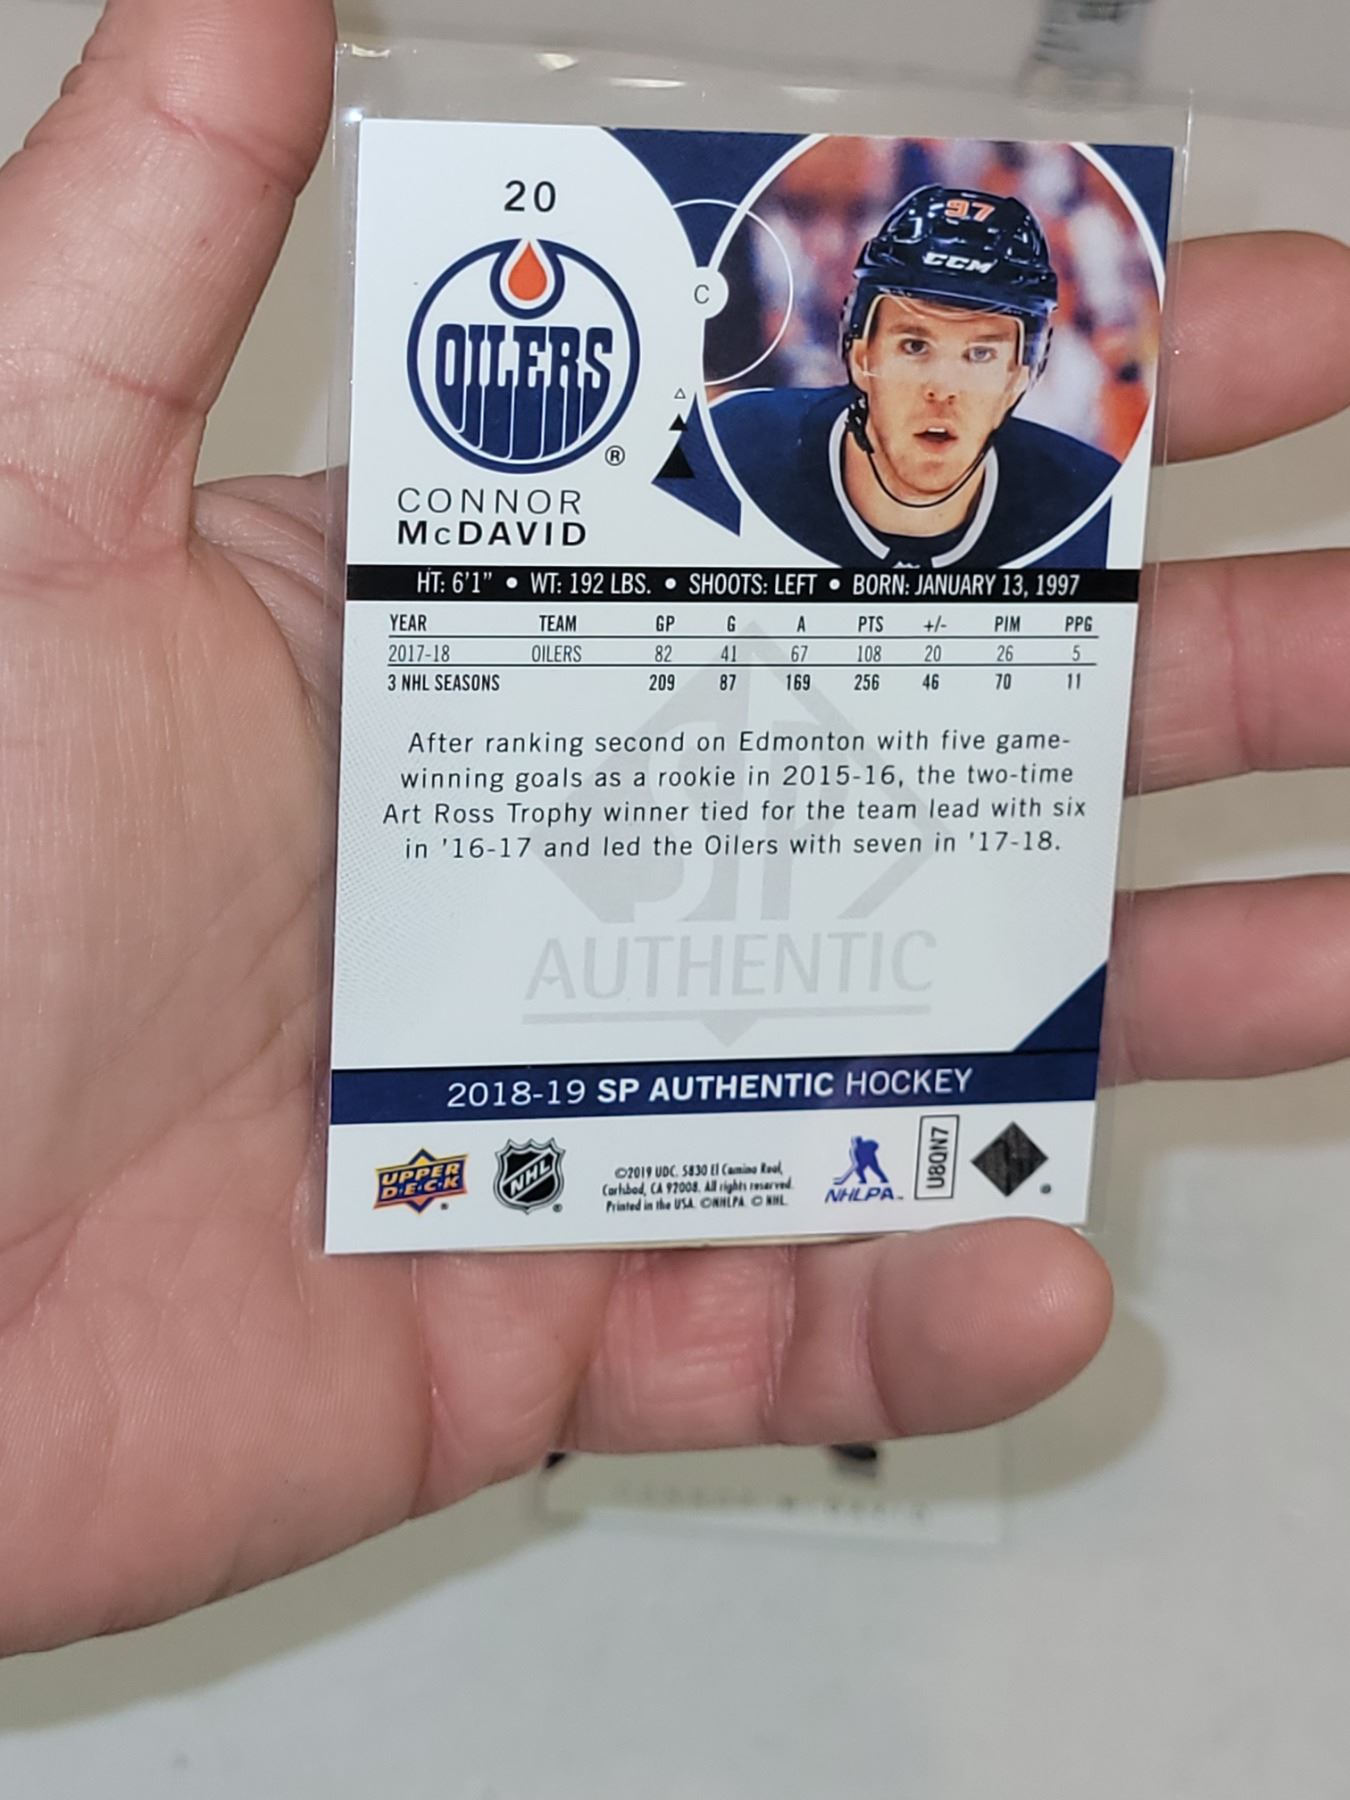 20
OILERS
®
CONNOR
McDAVID
C
97
CCM
HT: 6'1" • WT: 192 LBS. • SHOOTS: LEFT • BORN: JANUARY 13, 1997
YEAR TEAM GP G A PTS +/- PIM PPG
2017-18 OILERS 82 41 67 108 20 26 5
3 NHL SEASONS 209 87 169 256 46 70 11
After ranking second on Edmonton with five game-
winning goals as a rookie in 2015-16, the two-time
Art Ross Trophy winner tied for the team lead with six
in '16-17 and led the Oilers with seven in '17-18.
SP
AUTHENTIC
2018-19 SP AUTHENTIC HOCKEY
UPPER
DECK
NHL
©2019 UDC. 5830 El Camino Real,
Carlsbad, CA 92008. All rights reserved.
Printed in the USA. ©NHLPA. © NHL.
NHLPA
U8QN7